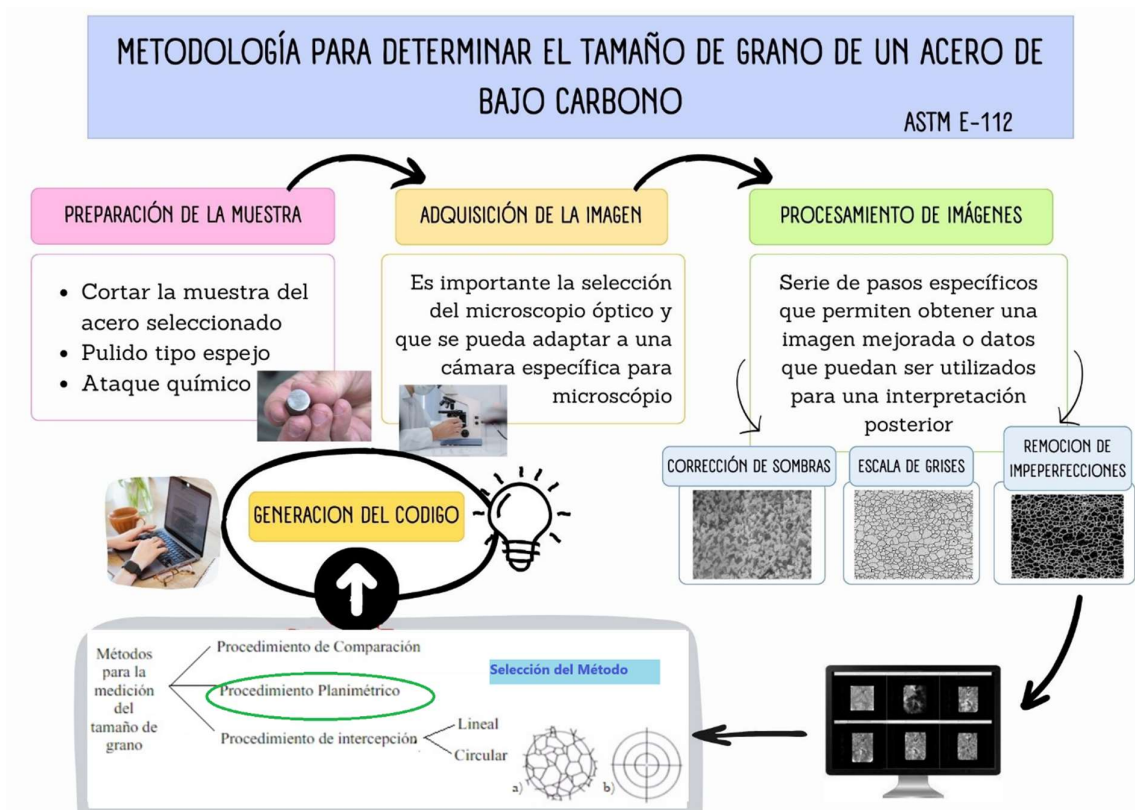 METODOLOGÍA PARA DETERMINAR EL TAMAÑO DE GRANO DE UN ACERO DE
BAJO CARBONO
ASTM E-112
PREPARACIÓN DE LA MUESTRA
• Cortar la muestra del
acero seleccionado
• Pulido tipo espejo
• Ataque químico
ADQUISICIÓN DE LA IMAGEN
Es importante la selección
del microscopio óptico y
que se pueda adaptar a una
cámara específica para
microscópio
PROCESAMIENTO DE IMÁGENES
Serie de pasos específicos
que permiten obtener una
imagen mejorada o datos
que puedan ser utilizados
para una interpretación
posterior
CORRECCIÓN DE SOMBRAS
ESCALA DE GRISES
REMOCION DE
IMPEPERFECCIONES
GENERACION DEL CODIGO
Métodos
para la
medición
del
tamaño de
grano
Procedimiento de Comparación
Procedimiento Planimétrico
Procedimiento de intercepción
Lineal
Circular
Selección del Método
a)
b)